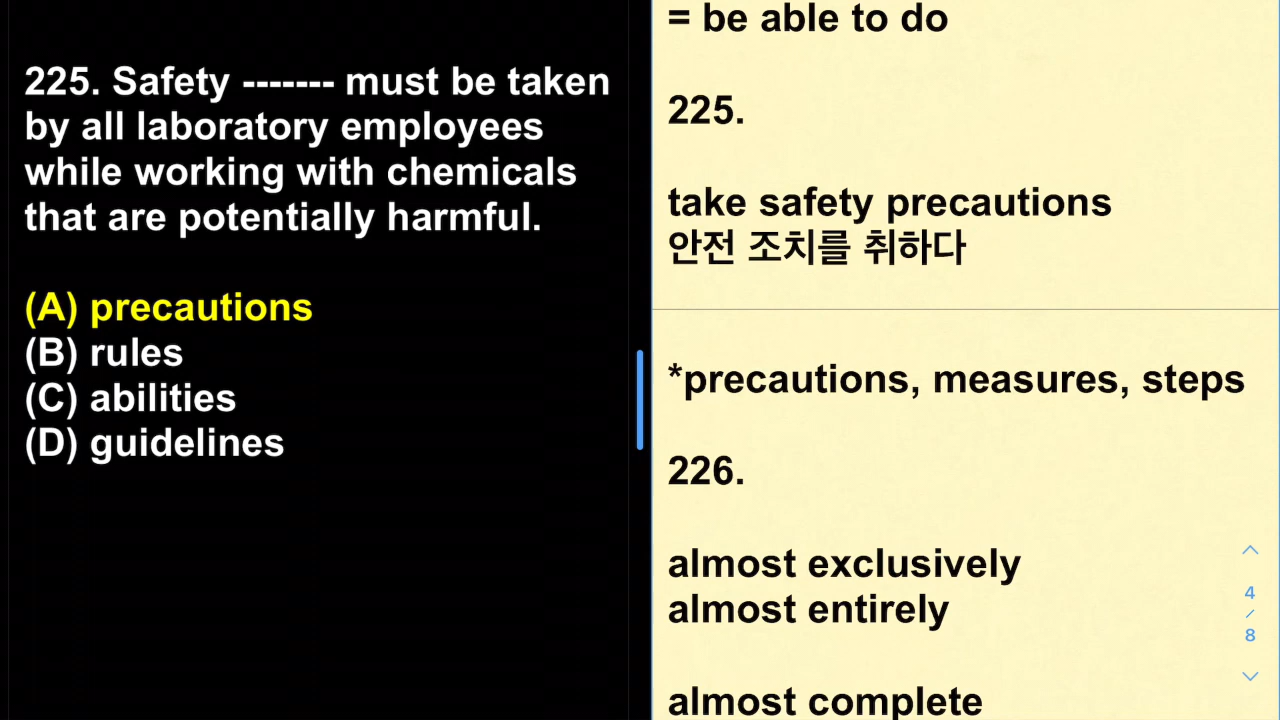 225. Safety ------- must be taken
by all laboratory employees
while working with chemicals
that are potentially harmful.
(A) precautions
(B) rules
(C) abilities
(D) guidelines
= be able to do
225.
take safety precautions
안전 조치를 취하다
*precautions, measures, steps
226.
almost exclusively
almost entirely
almost complete
4
/
8